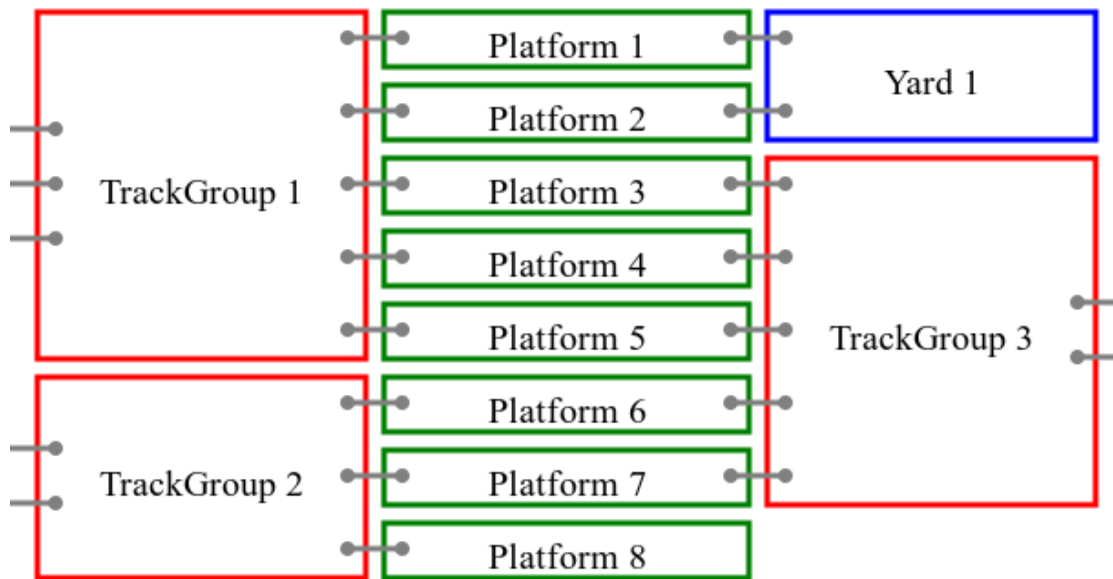 Platform 1
Yard 1
Platform 2
TrackGroup 1
Platform 3
Platform 4
Platform 5
TrackGroup 3
Platform 6
TrackGroup 2
Platform 7
Platform 8